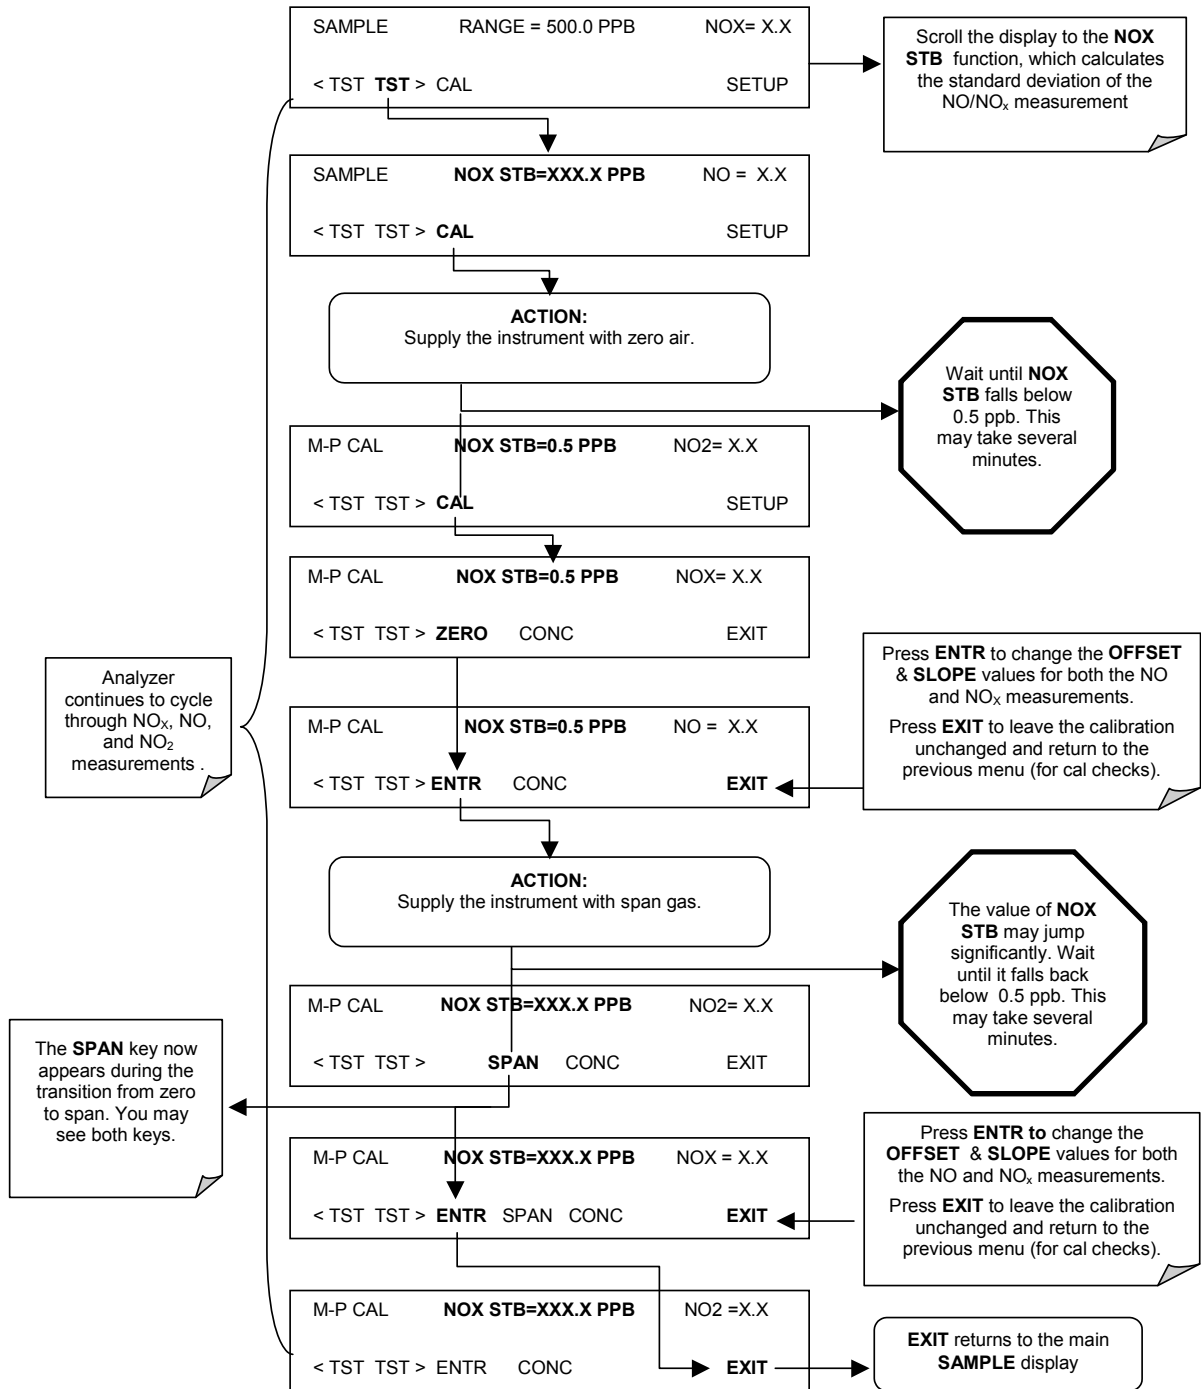 SAMPLE RANGE = 500.0 PPB NOX= X.X
< TST TST > CAL SETUP
Scroll the display to the NOX
STB function, which calculates
the standard deviation of the
NO/NOx measurement
SAMPLE NOX STB=XXX.X PPB NO = X.X
< TST TST > CAL SETUP
ACTION:
Supply the instrument with zero air.
Wait until NOX
STB falls below
0.5 ppb. This
may take several
minutes.
M-P CAL NOX STB=0.5 PPB NO2= X.X
< TST TST > CAL SETUP
M-P CAL NOX STB=0.5 PPB NOX= X.X
< TST TST > ZERO CONC EXIT
Analyzer
continues to cycle
through NOX, NO,
and NO2
measurements .
Press ENTR to change the OFFSET
& SLOPE values for both the NO
and NOX measurements.
Press EXIT to leave the calibration
unchanged and return to the
previous menu (for cal checks).
M-P CAL NOX STB=0.5 PPB NO = X.X
< TST TST > ENTR CONC EXIT
ACTION:
Supply the instrument with span gas.
The value of NOX
STB may jump
significantly. Wait
until it falls back
below 0.5 ppb. This
may take several
minutes.
M-P CAL NOX STB=XXX.X PPB NO2= X.X
< TST TST > SPAN CONC EXIT
The SPAN key now
appears during the
transition from zero
to span. You may
see both keys.
M-P CAL NOX STB=XXX.X PPB NOX = X.X
< TST TST > ENTR SPAN CONC EXIT
Press ENTR to change the
OFFSET & SLOPE values for both
the NO and NOx measurements.
Press EXIT to leave the calibration
unchanged and return to the
previous menu (for cal checks).
M-P CAL NOX STB=XXX.X PPB NO2 =X.X
< TST TST > ENTR CONC EXIT
EXIT returns to the main
SAMPLE display